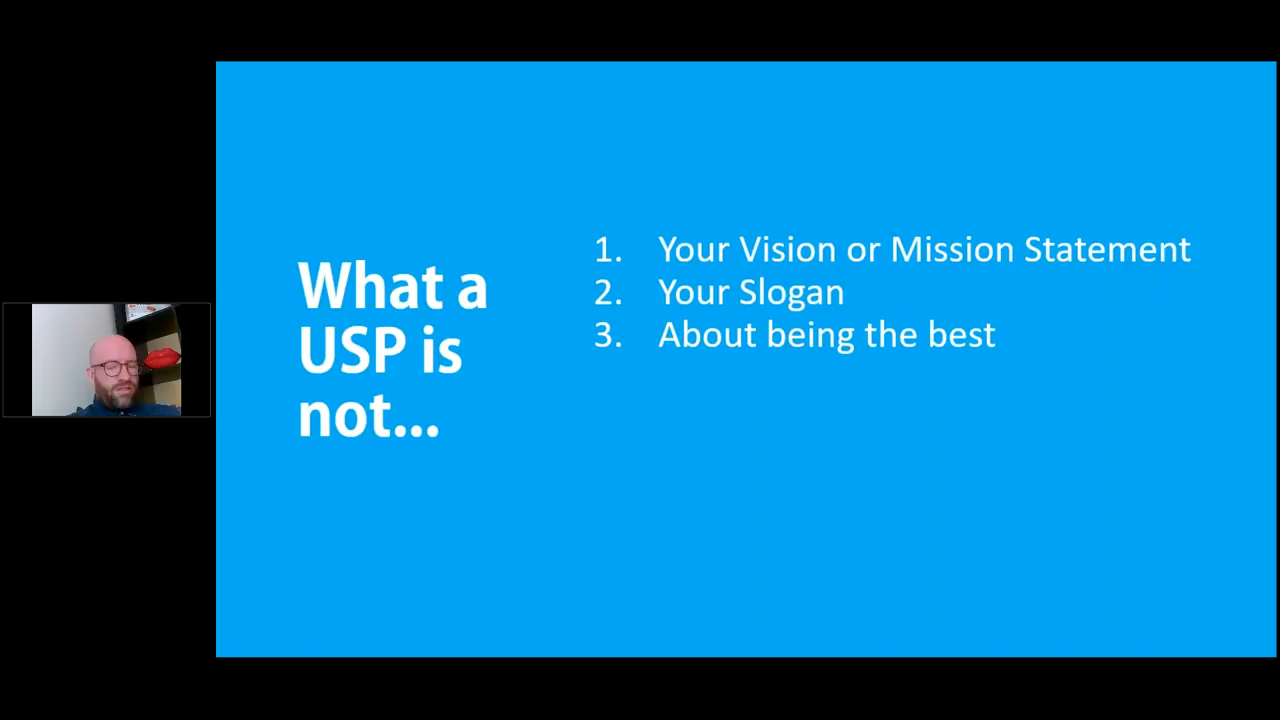 What a
USP is
not...
1. Your Vision or Mission Statement
2. Your Slogan
3. About being the best